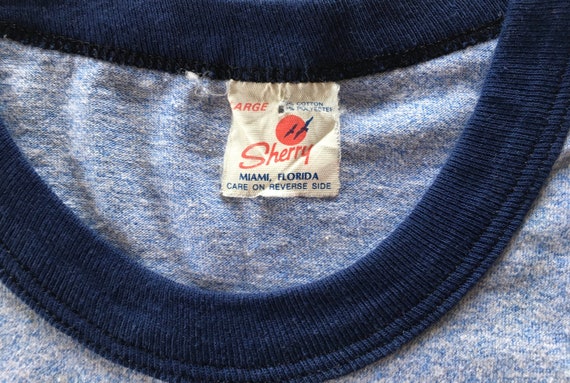 ARGE COTTON
POLYESTER
Sherry
MIAMI, FLORIDA
CARE ON REVERSE SIDE